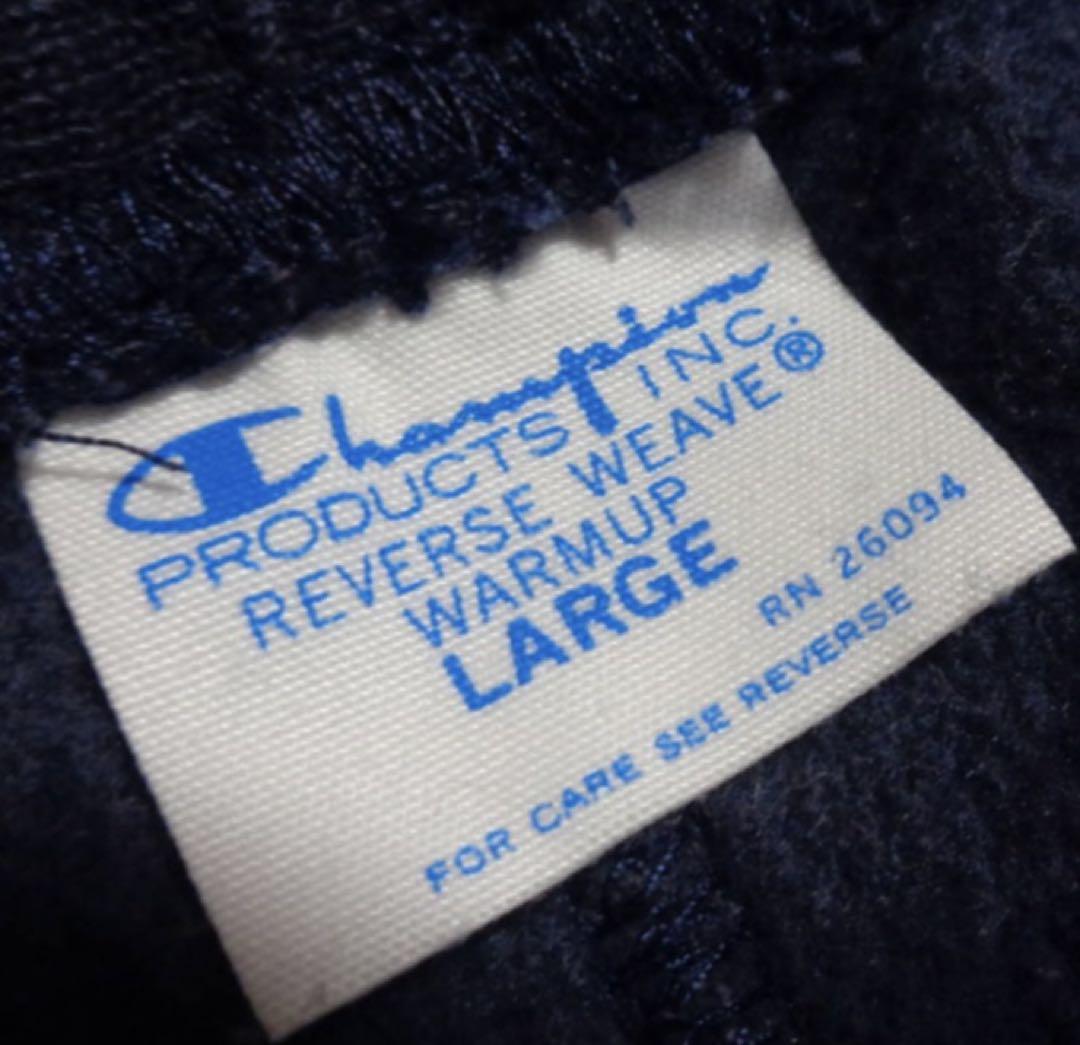 Champion
PRODUCTS INC.
REVERSE WEAVE®
WARMUP
LARGE
RN 26094
FOR CARE SEE REVERSE